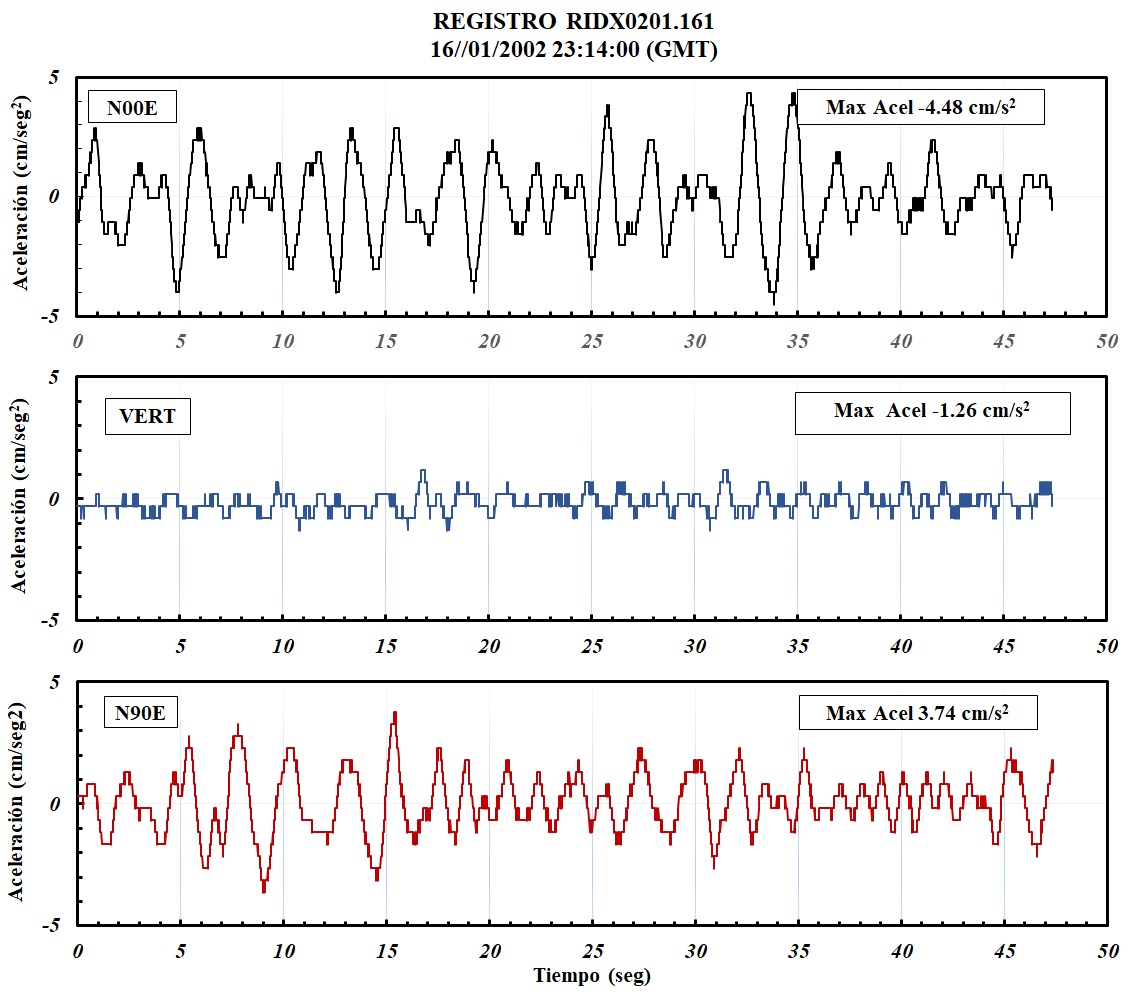 REGISTRO RIDX0201.161
16//01/2002 23:14:00 (GMT)
5
N00E
Max Acel -4.48 cm/s²
Aceleración (cm/seg²)
0
-5
0 5 10 15 20 25 30 35 40 45 50
5
VERT
Max Acel -1.26 cm/s²
Aceleración (cm/seg²)
0
-5
0 5 10 15 20 25 30 35 40 45 50
5
N90E
Max Acel 3.74 cm/s²
Aceleración (cm/seg2)
0
-5
0 5 10 15 20 25 30 35 40 45 50
Tiempo (seg)